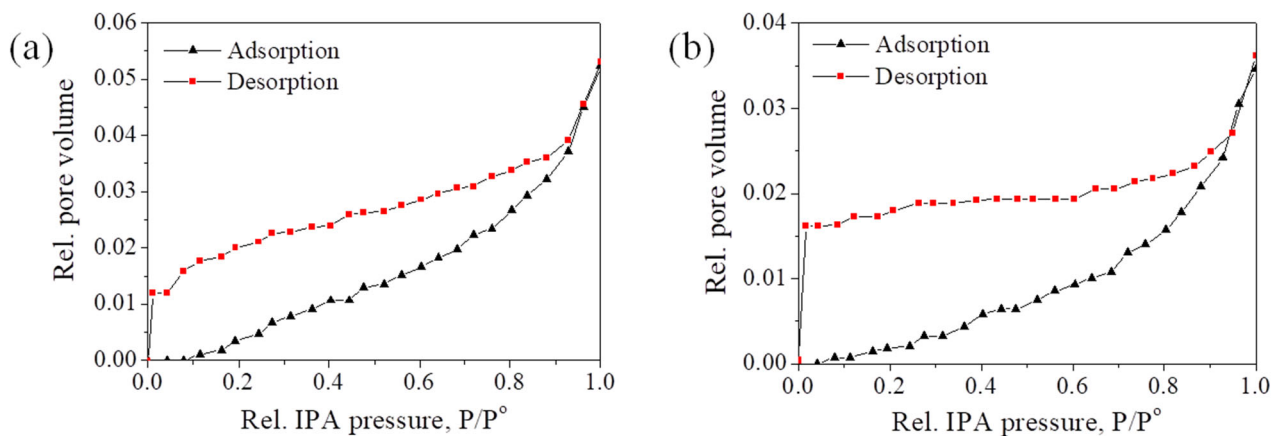 (a)
Rel. pore volume
0.06
0.05
0.04
0.03
0.02
0.01
0.00
Adsorption
Desorption
0.0 0.2 0.4 0.6 0.8 1.0
Rel. IPA pressure, P/P°
(b)
Rel. pore volume
0.04
0.03
0.02
0.01
0.00
Adsorption
Desorption
0.0 0.2 0.4 0.6 0.8 1.0
Rel. IPA pressure, P/P°